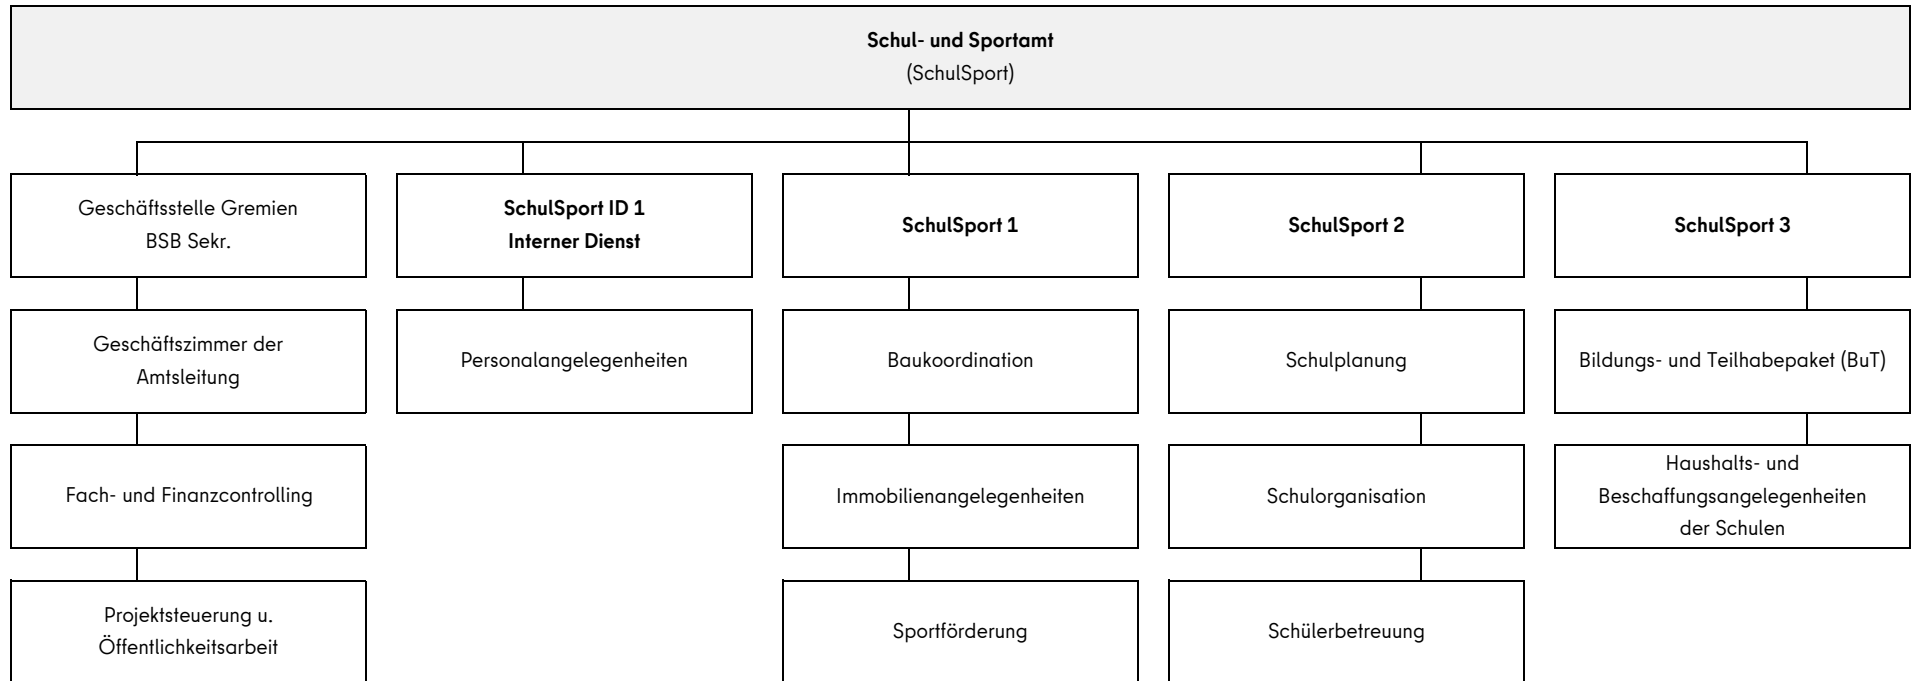 Schul- und Sportamt
(SchulSport)
Geschäftsstelle Gremien
BSB Sekr.
SchulSport ID 1
Interner Dienst
SchulSport 1
SchulSport 2
SchulSport 3
Geschäftszimmer der
Amtsleitung
Personalangelegenheiten
Baukoordination
Schulplanung
Bildungs- und Teilhabepaket (BuT)
Fach- und Finanzcontrolling
Immobilienangelegenheiten
Schulorganisation
Haushalts- und
Beschaffungsangelegenheiten
der Schulen
Projektsteuerung u.
Öffentlichkeitsarbeit
Sportförderung
Schülerbetreuung